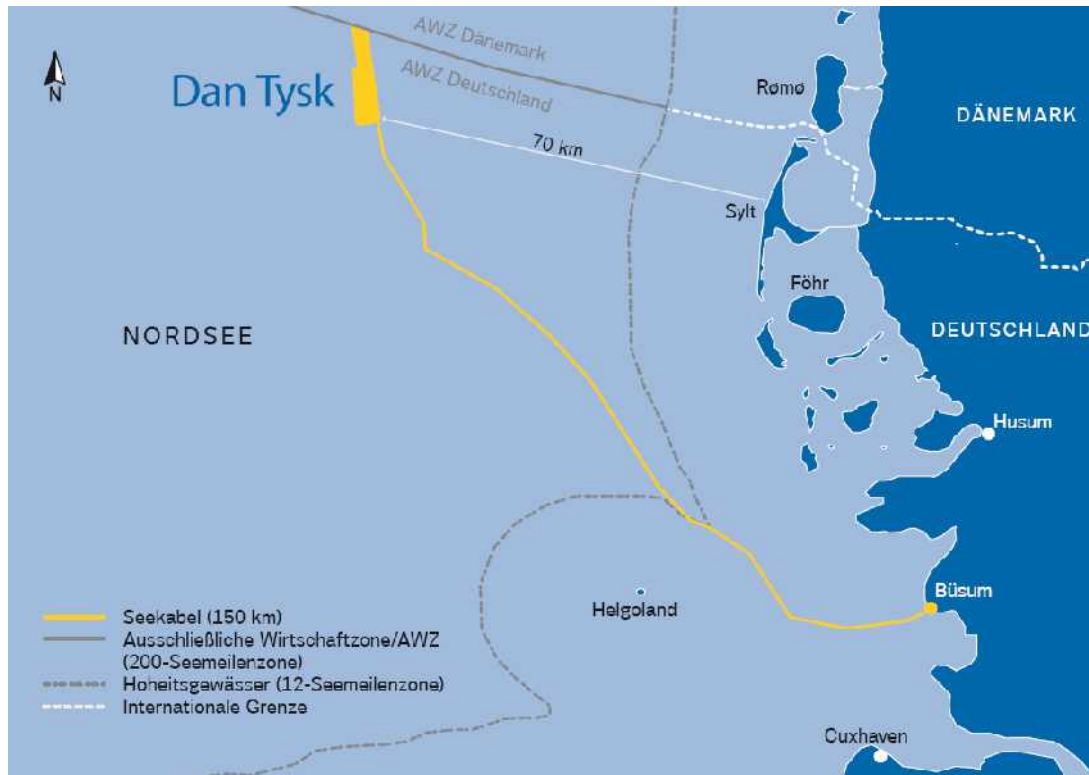 AWZ Dänemark
AWZ Deutschland
N
Dan Tysk
Rømø
DÄNEMARK
70 km
Sylt
Föhr
NORDSEE
DEUTSCHLAND
Husum
Helgoland
Büsum
Seekabel (150 km)
Ausschließliche Wirtschaftzone/AWZ
(200-Seemeilenzone)
Hoheitsgewässer (12-Seemeilenzone)
Internationale Grenze
Cuxhaven